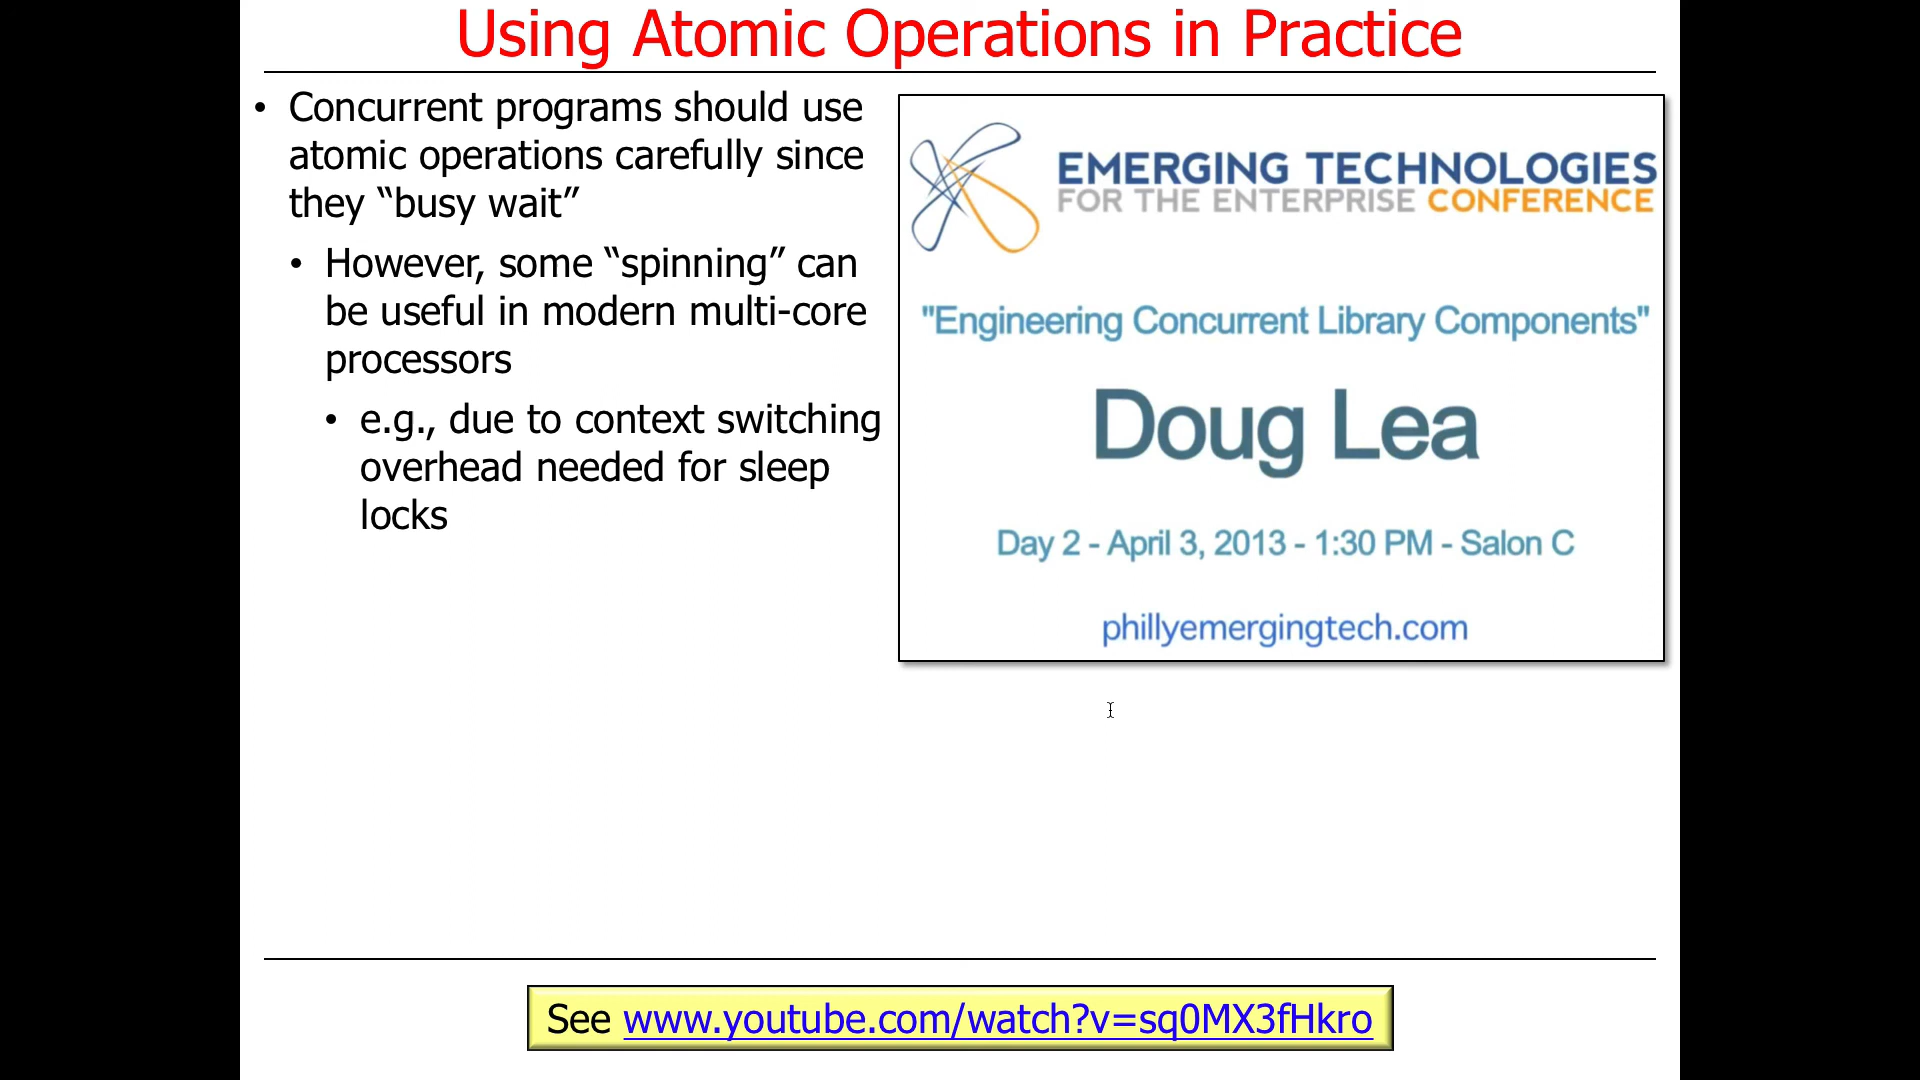 Using Atomic Operations in Practice
• Concurrent programs should use
atomic operations carefully since
they “busy wait”
• However, some “spinning” can
be useful in modern multi-core
processors
• e.g., due to context switching
overhead needed for sleep
locks
EMERGING TECHNOLOGIES
FOR THE ENTERPRISE CONFERENCE
"Engineering Concurrent Library Components"
Doug Lea
Day 2 - April 3, 2013 - 1:30 PM - Salon C
phillyemergingtech.com
See www.youtube.com/watch?v=sq0MX3fHkro